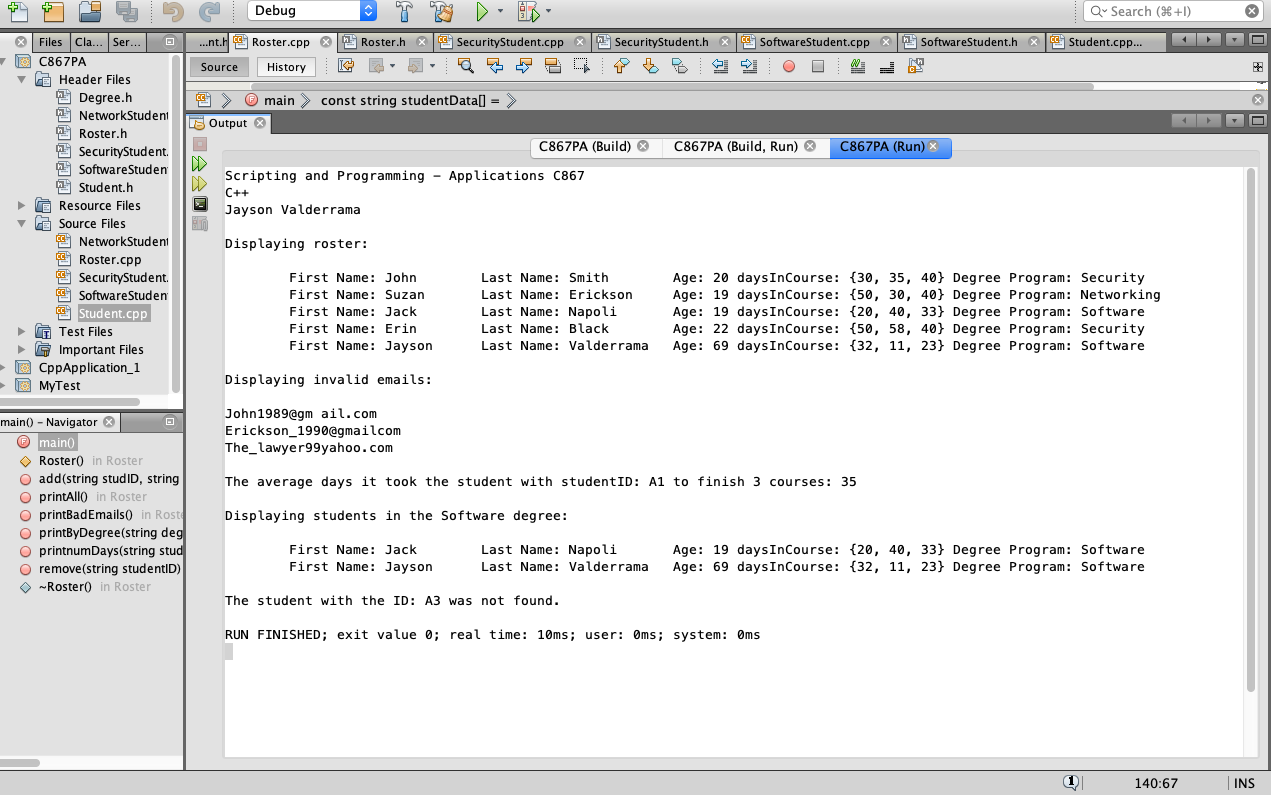 Debug
Search (⌘+I)
Files
Cla...
Ser...
...nt.h
Roster.cpp
Roster.h
SecurityStudent.cpp
SecurityStudent.h
SoftwareStudent.cpp
SoftwareStudent.h
Student.cpp...
Source
History
main
const string studentData[] =
C867PA
Header Files
Degree.h
NetworkStudent
Roster.h
SecurityStudent.
SoftwareStuden
Student.h
Resource Files
Source Files
NetworkStudent
Roster.cpp
SecurityStudent.
SoftwareStuden
Student.cpp
Test Files
Important Files
CppApplication_1
MyTest
main() – Navigator
main()
Roster() in Roster
add(string studID, string
printAll() in Roster
printBadEmails() in Roste
printByDegree(string deg
printnumDays(string stud
remove(string studentID)
~Roster() in Roster
Output
C867PA (Build)
C867PA (Build, Run)
C867PA (Run)
Scripting and Programming – Applications C867
C++
Jayson Valderrama
Displaying roster:
First Name: John Last Name: Smith Age: 20 daysInCourse: {30, 35, 40} Degree Program: Security
First Name: Suzan Last Name: Erickson Age: 19 daysInCourse: {50, 30, 40} Degree Program: Networking
First Name: Jack Last Name: Napoli Age: 19 daysInCourse: {20, 40, 33} Degree Program: Software
First Name: Erin Last Name: Black Age: 22 daysInCourse: {50, 58, 40} Degree Program: Security
First Name: Jayson Last Name: Valderrama Age: 69 daysInCourse: {32, 11, 23} Degree Program: Software
Displaying invalid emails:
John1989@gm ail.com
Erickson_1990@gmailcom
The_lawyer99yahoo.com
The average days it took the student with studentID: A1 to finish 3 courses: 35
Displaying students in the Software degree:
First Name: Jack Last Name: Napoli Age: 19 daysInCourse: {20, 40, 33} Degree Program: Software
First Name: Jayson Last Name: Valderrama Age: 69 daysInCourse: {32, 11, 23} Degree Program: Software
The student with the ID: A3 was not found.
RUN FINISHED; exit value 0; real time: 10ms; user: 0ms; system: 0ms
1
140:67
INS